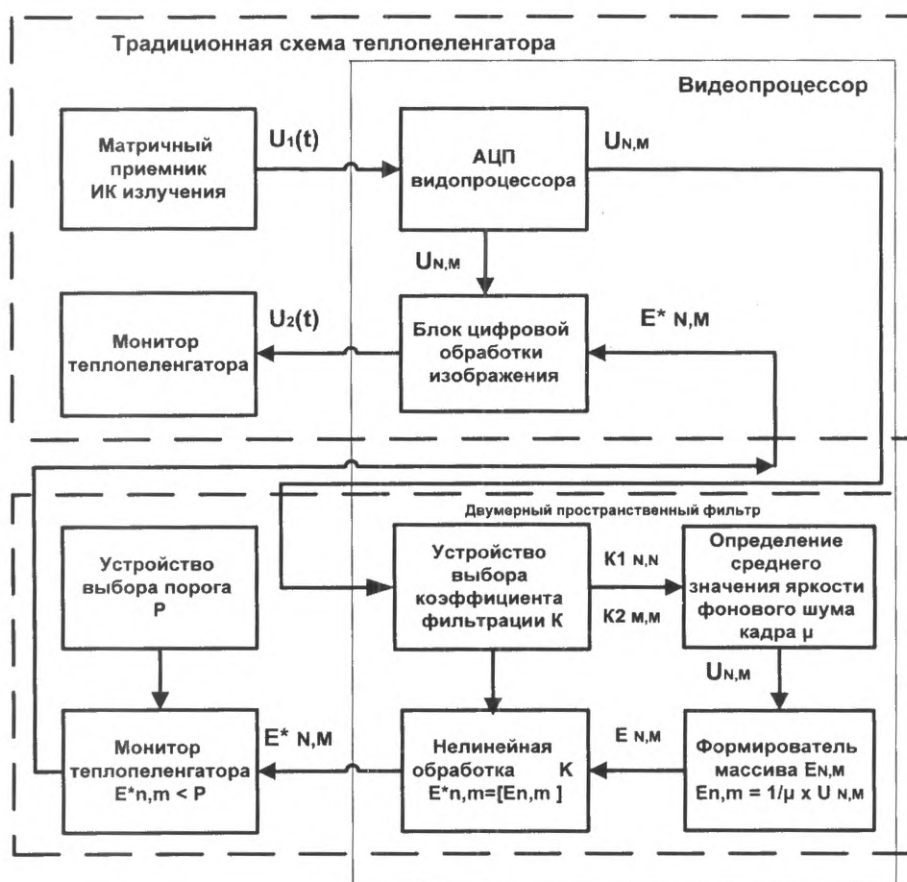 Традиционная схема теплопеленгатора
Видеопроцессор
Матричный
приемник
ИК излучения
U1(t)
АЦП
видопроцессора
UN,M
UN,M
Монитор
теплопеленгатора
U2(t)
Блок цифровой
обработки
изображения
E* N,M
Двумерный пространственный фильтр
Устройство
выбора порога
P
Устройство
выбора
коэффициента
фильтрации К
К1 N,N
К2 М,М
Определение
среднего
значения яркости
фонового шума
кадра μ
UN,M
Монитор
теплопеленгатора
E*n,m < P
E* N,M
Нелинейная
обработка K
E*n,m=[En,m ]
E N,M
Формирователь
массива EN,M
En,m = 1/μ x U N,M